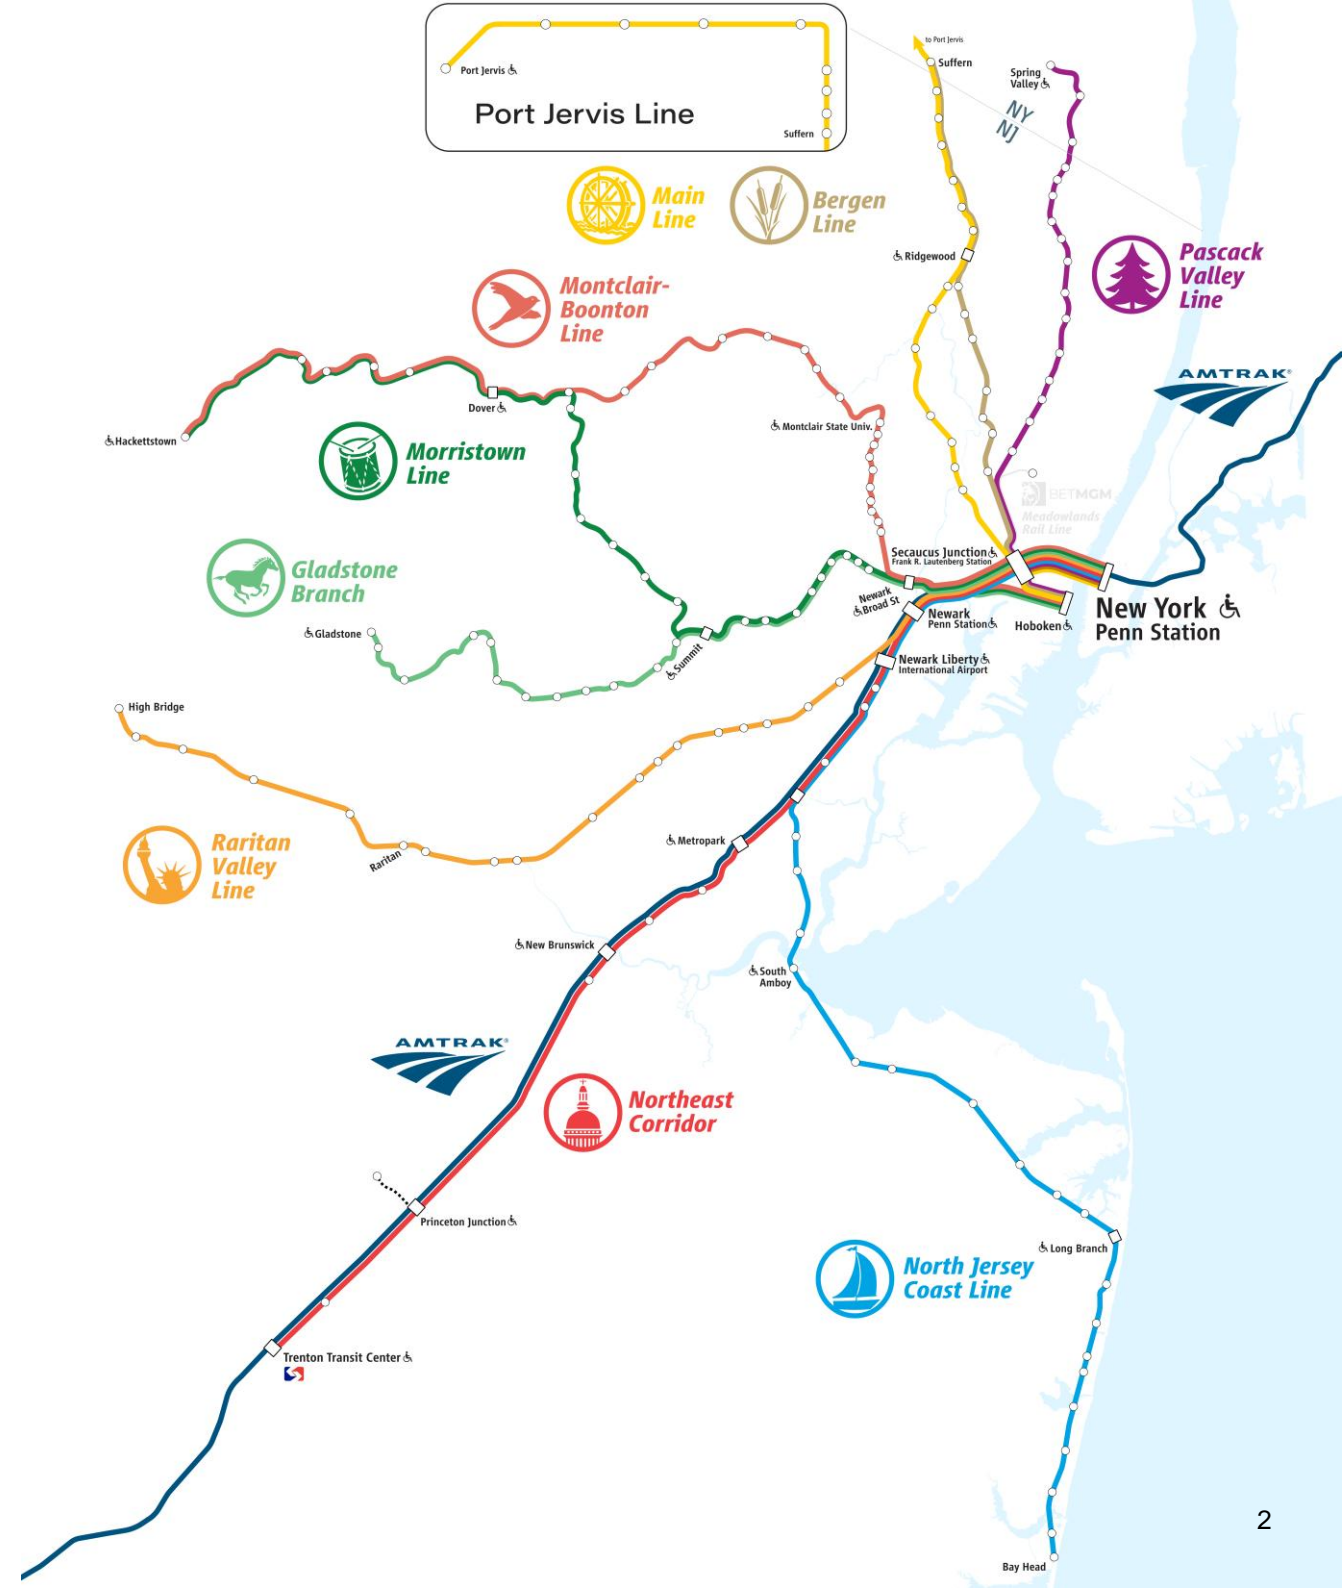 to Port Jervis
Suffern
Spring
Valley
Port Jervis
Port Jervis Line
Suffern
NY
NJ
Main
Line
Bergen
Line
Ridgewood
Pascack
Valley
Line
Montclair-
Boonton
Line
AMTRAK®
Dover
Hackettstown
Montclair State Univ.
Morristown
Line
BETMGM
Meadowlands
Rail Line
Secaucus Junction
Frank R. Lautenberg Station
Gladstone
Branch
Newark
Broad St
Newark
Penn Station
Hoboken
New York
Penn Station
Gladstone
Summit
Newark Liberty
International Airport
High Bridge
Raritan
Valley
Line
Raritan
Metropark
New Brunswick
South
Amboy
AMTRAK®
Northeast
Corridor
Princeton Junction
Long Branch
North Jersey
Coast Line
Trenton Transit Center
2
Bay Head